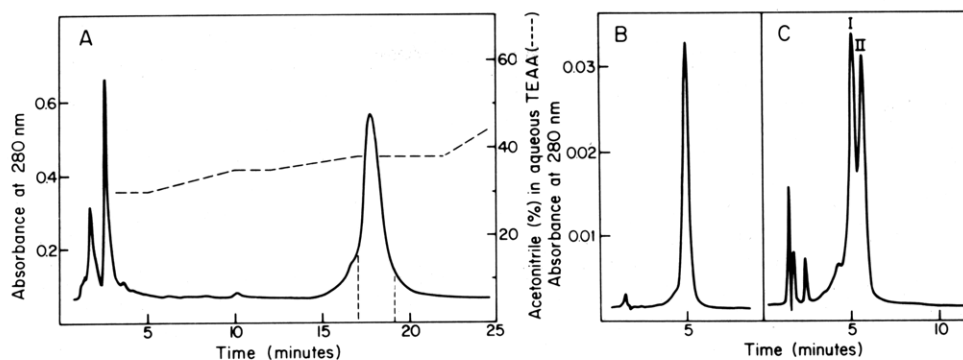 A
Absorbance at 280 nm
0.6
0.4
0.2
5
10
15
20
25
Time (minutes)
60
40
20
Acetonitrile (%) in aqueous TEAA (----)
B
Absorbance at 280 nm
0.03
0.002
0.01
5
C
I
II
5
10
Time (minutes)